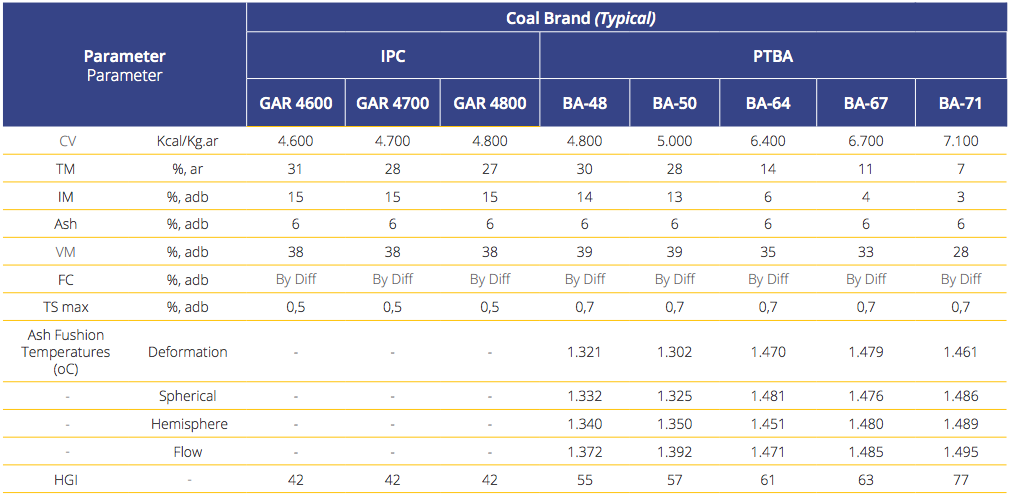 Coal Brand (Typical)
Parameter
Parameter
IPC PTBA
GAR 4600 GAR 4700 GAR 4800 BA-48 BA-50 BA-64 BA-67 BA-71
CV Kcal/Kg.ar 4.600 4.700 4.800 4.800 5.000 6.400 6.700 7.100
TM %, ar 31 28 27 30 28 14 11 7
IM %, adb 15 15 15 14 13 6 4 3
Ash %, adb 6 6 6 6 6 6 6 6
VM %, adb 38 38 38 39 39 35 33 28
FC %, adb By Diff By Diff By Diff By Diff By Diff By Diff By Diff By Diff
TS max %, adb 0,5 0,5 0,5 0,7 0,7 0,7 0,7 0,7
Ash Fushion
Temperatures
(oC)
Deformation - - - 1.321 1.302 1.470 1.479 1.461
- Spherical - - - 1.332 1.325 1.481 1.476 1.486
- Hemisphere - - - 1.340 1.350 1.451 1.480 1.489
- Flow - - - 1.372 1.392 1.471 1.485 1.495
HGI - 42 42 42 55 57 61 63 77